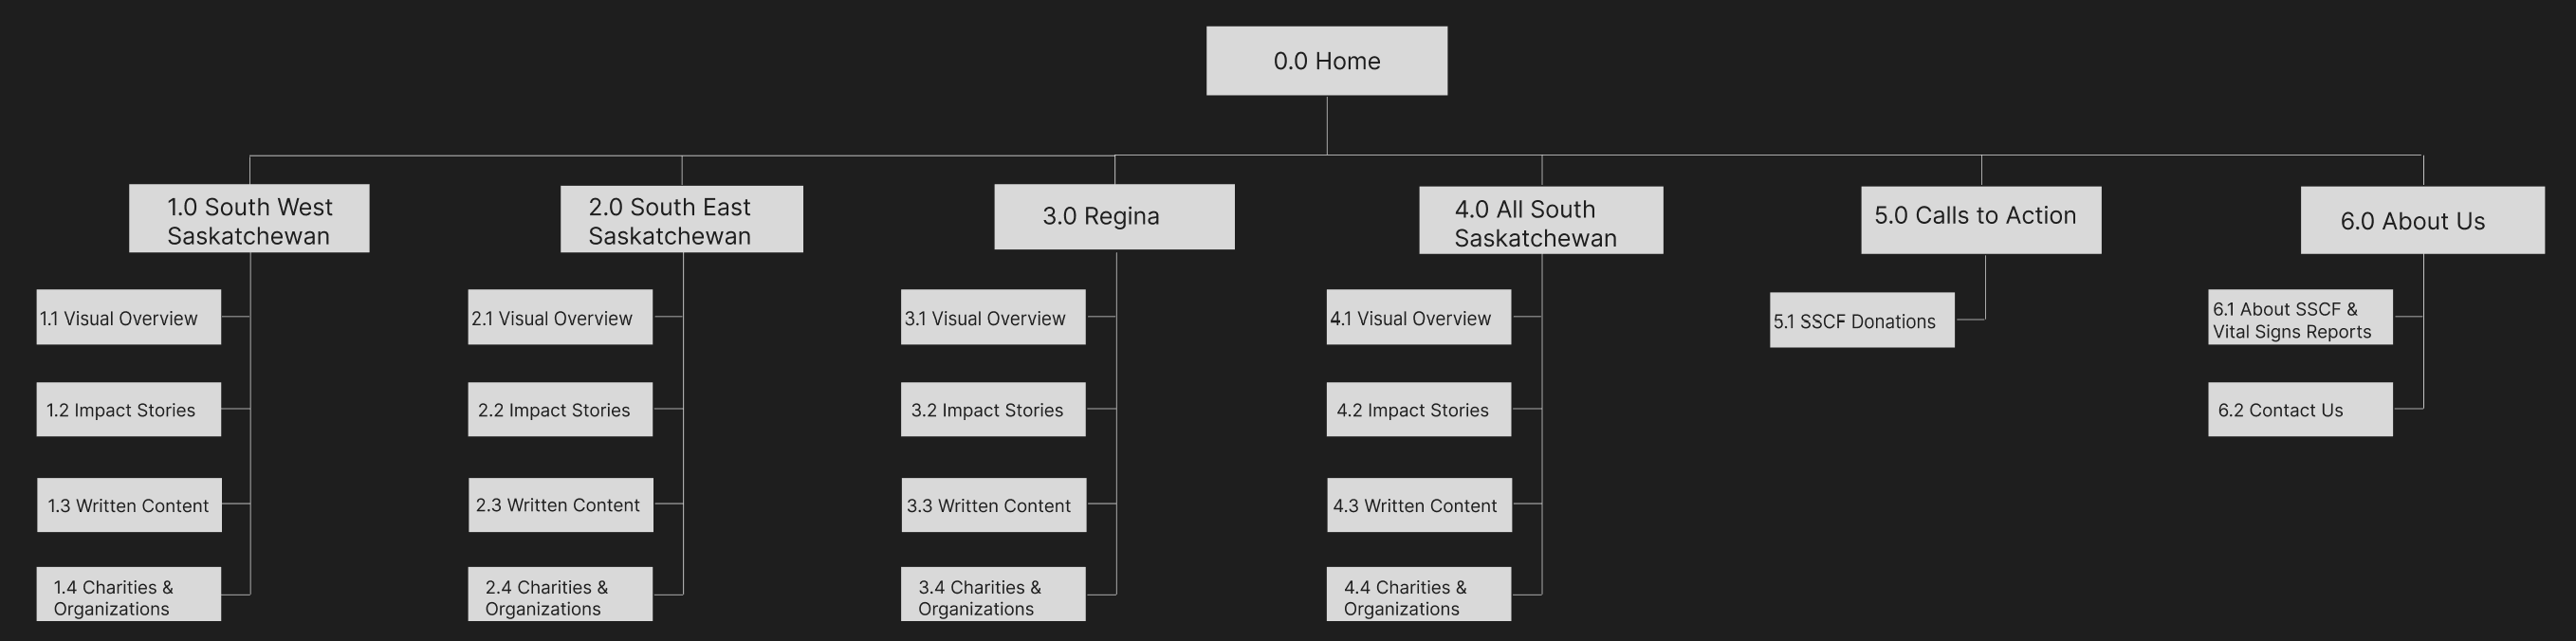 0.0 Home
1.0 South West
Saskatchewan
2.0 South East
Saskatchewan
3.0 Regina
4.0 All South
Saskatchewan
5.0 Calls to Action
6.0 About Us
1.1 Visual Overview
2.1 Visual Overview
3.1 Visual Overview
4.1 Visual Overview
5.1 SSCF Donations
6.1 About SSCF &
Vital Signs Reports
1.2 Impact Stories
2.2 Impact Stories
3.2 Impact Stories
4.2 Impact Stories
6.2 Contact Us
1.3 Written Content
2.3 Written Content
3.3 Written Content
4.3 Written Content
1.4 Charities &
Organizations
2.4 Charities &
Organizations
3.4 Charities &
Organizations
4.4 Charities &
Organizations